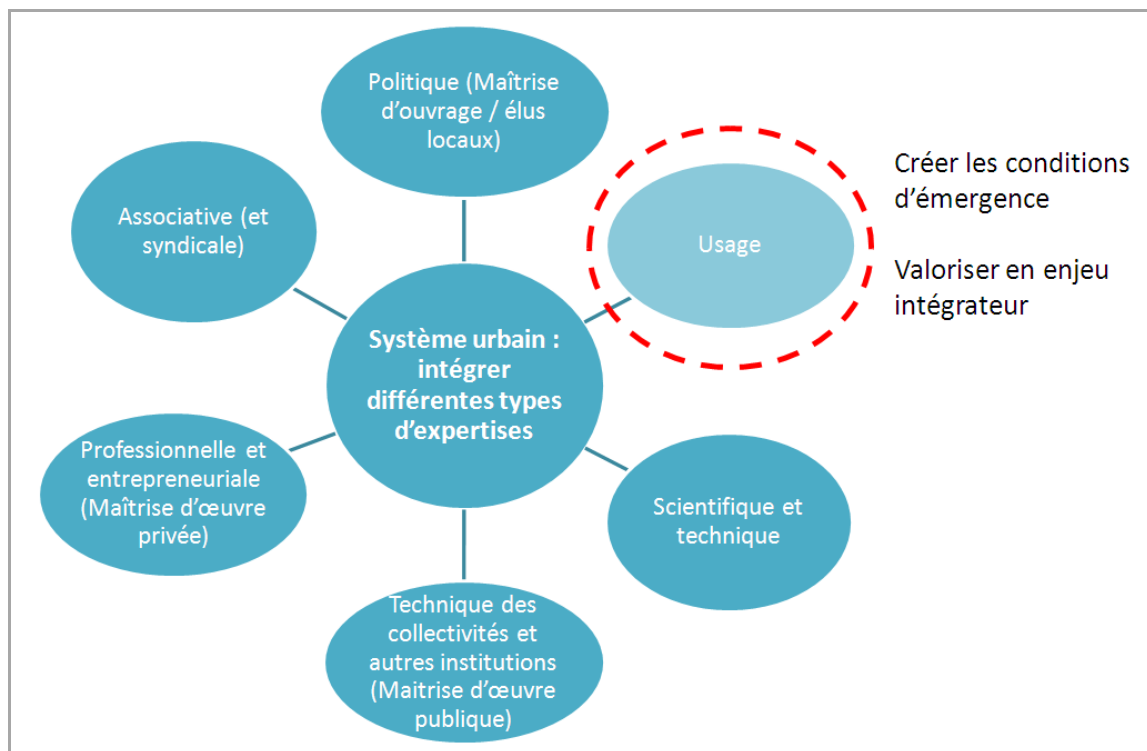 Politique (Maîtrise
d’ouvrage / élus
locaux)
Usage
Créer les conditions
d’émergence
Valoriser en enjeu
intégrateur
Associative (et
syndicale)
Système urbain :
intégrer
différentes types
d’expertises
Professionnelle et
entrepreneuriale
(Maîtrise d’œuvre
privée)
Scientifique et
technique
Technique des
collectivités et
autres institutions
(Maitrise d’œuvre
publique)